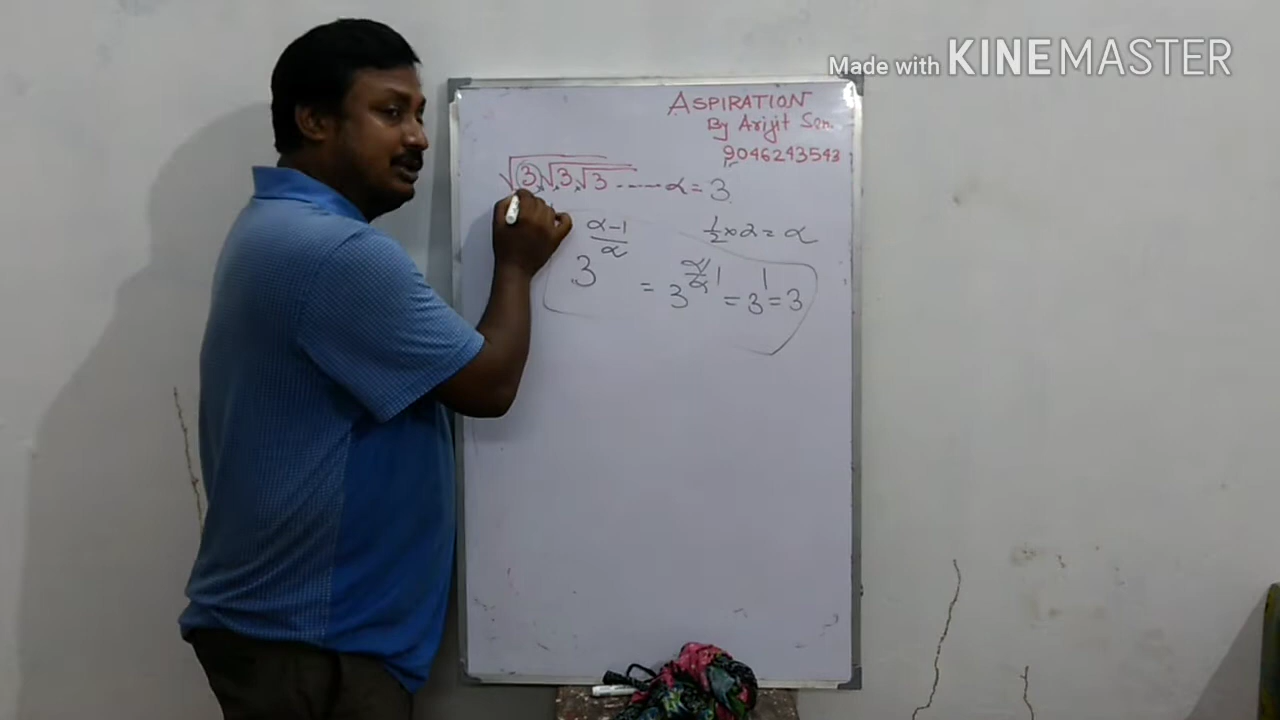 Made with KINEMASTER
ASPIRATION
By Arijit Sen
9046243543
√3√3√3 ------ α = 3
3^(α-1)/α
½ × α = α
= 3^(α/α) = 3^1 = 3